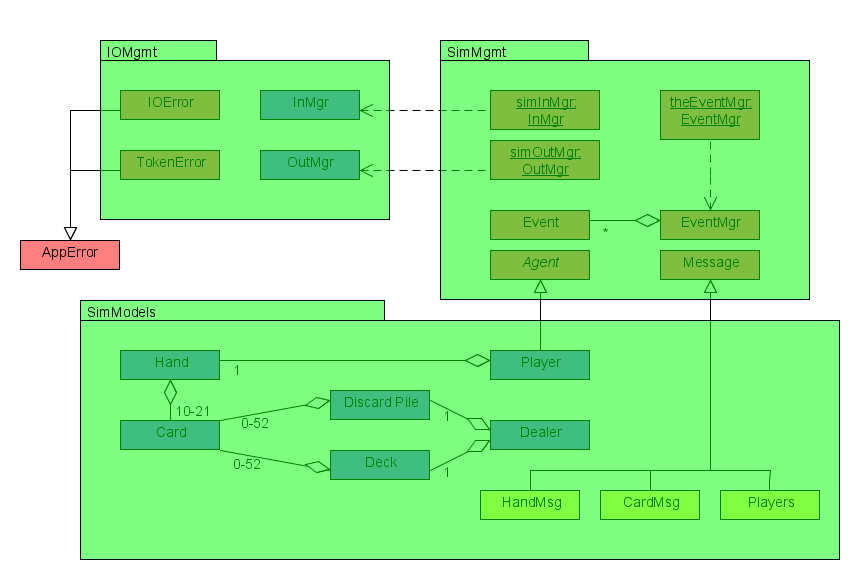 IOMgmt
SimMgmt
IOError
InMgr
simInMgr:
InMgr
theEventMgr:
EventMgr
TokenError
OutMgr
simOutMgr:
OutMgr
Event
*
EventMgr
AppError
Agent
Message
SimModels
Hand
1
Player
10-21
Card
0-52
Discard Pile
1
Dealer
0-52
Deck
1
HandMsg
CardMsg
Players